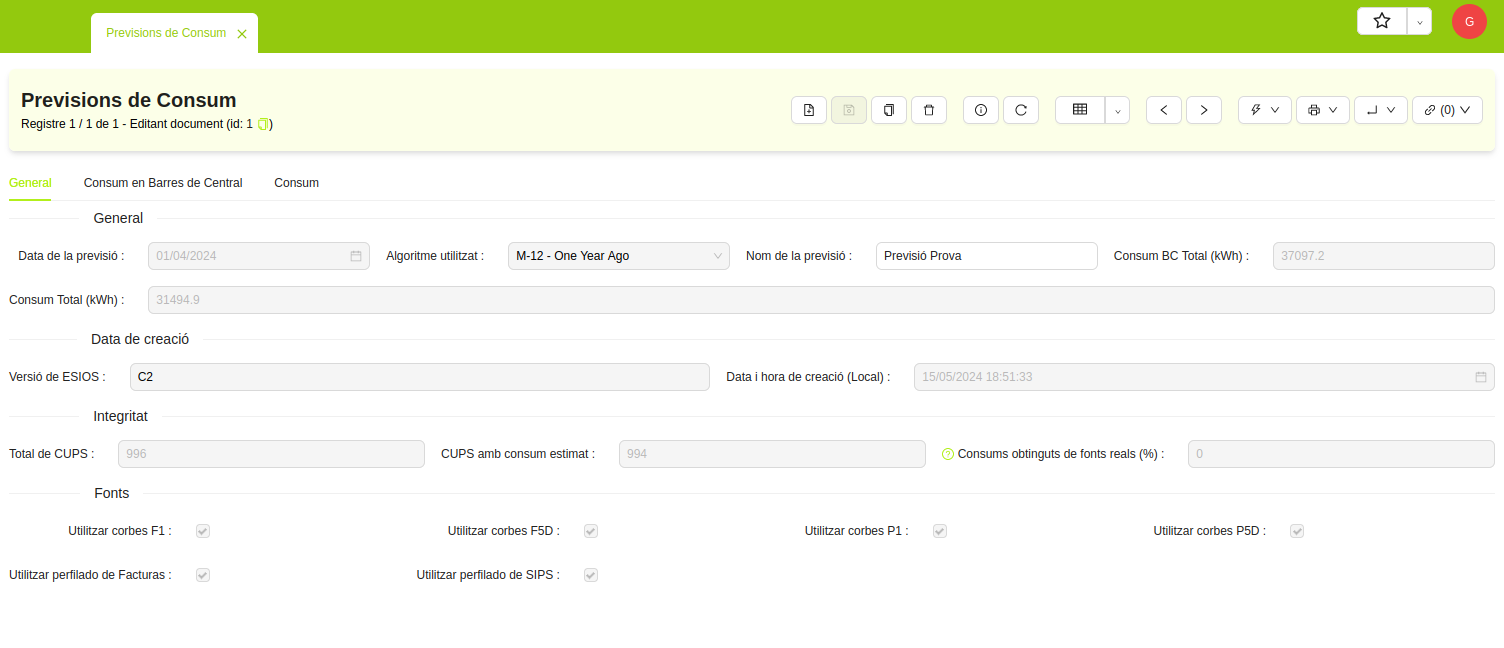 Previsions de Consum
G
Previsions de Consum
Registre 1 / 1 de 1 - Editant document (id: 1 )
(0)
General Consum en Barres de Central Consum
General
Data de la previsió : 01/04/2024 Algoritme utilitzat : M-12 - One Year Ago Nom de la previsió : Previsió Prova Consum BC Total (kWh) : 37097.2
Consum Total (kWh) : 31494.9
Data de creació
Versió de ESIOS : C2 Data i hora de creació (Local) : 15/05/2024 18:51:33
Integritat
Total de CUPS : 996 CUPS amb consum estimat : 994 ? Consums obtinguts de fonts reals (%) : 0
Fonts
Utilitzar corbes F1 : Utilitzar corbes F5D : Utilitzar corbes P1 : Utilitzar corbes P5D :
Utilitzar perfilado de Facturas : Utilitzar perfilado de SIPS :